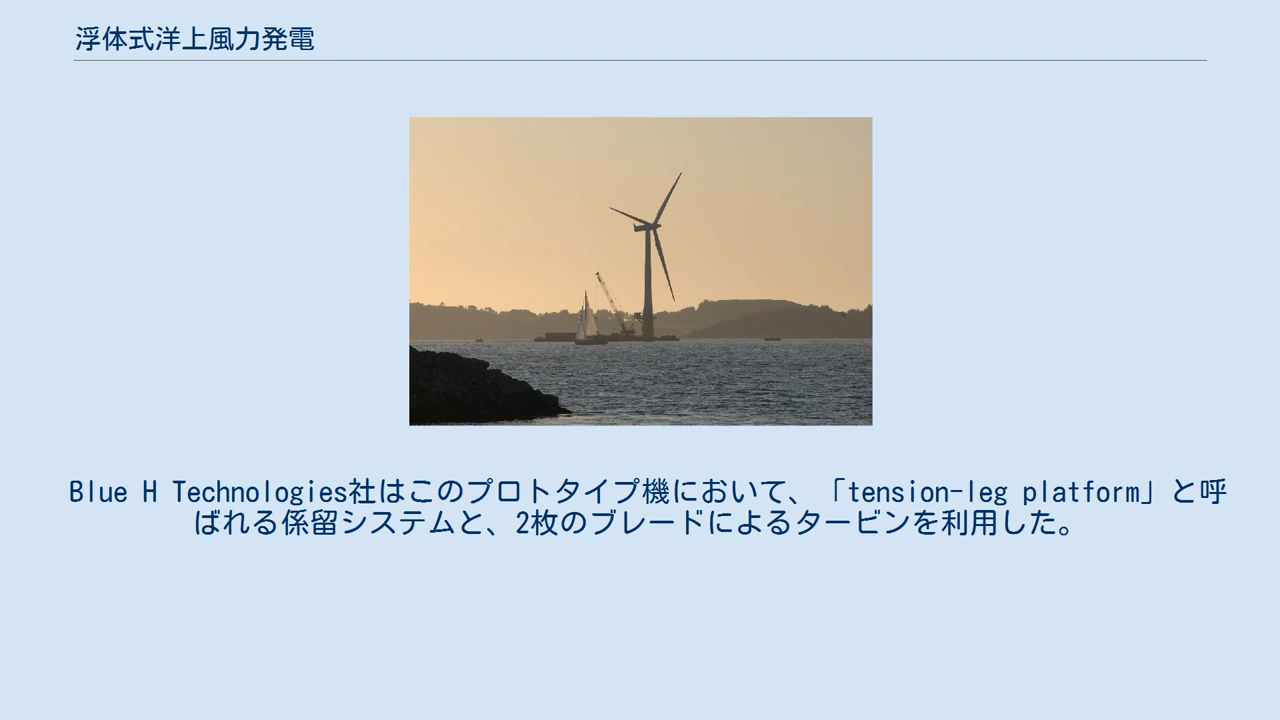 浮体式洋上風力発電
Blue H Technologies社はこのプロトタイプ機において、「tension-leg platform」と呼
ばれる係留システムと、2枚のブレードによるタービンを利用した。